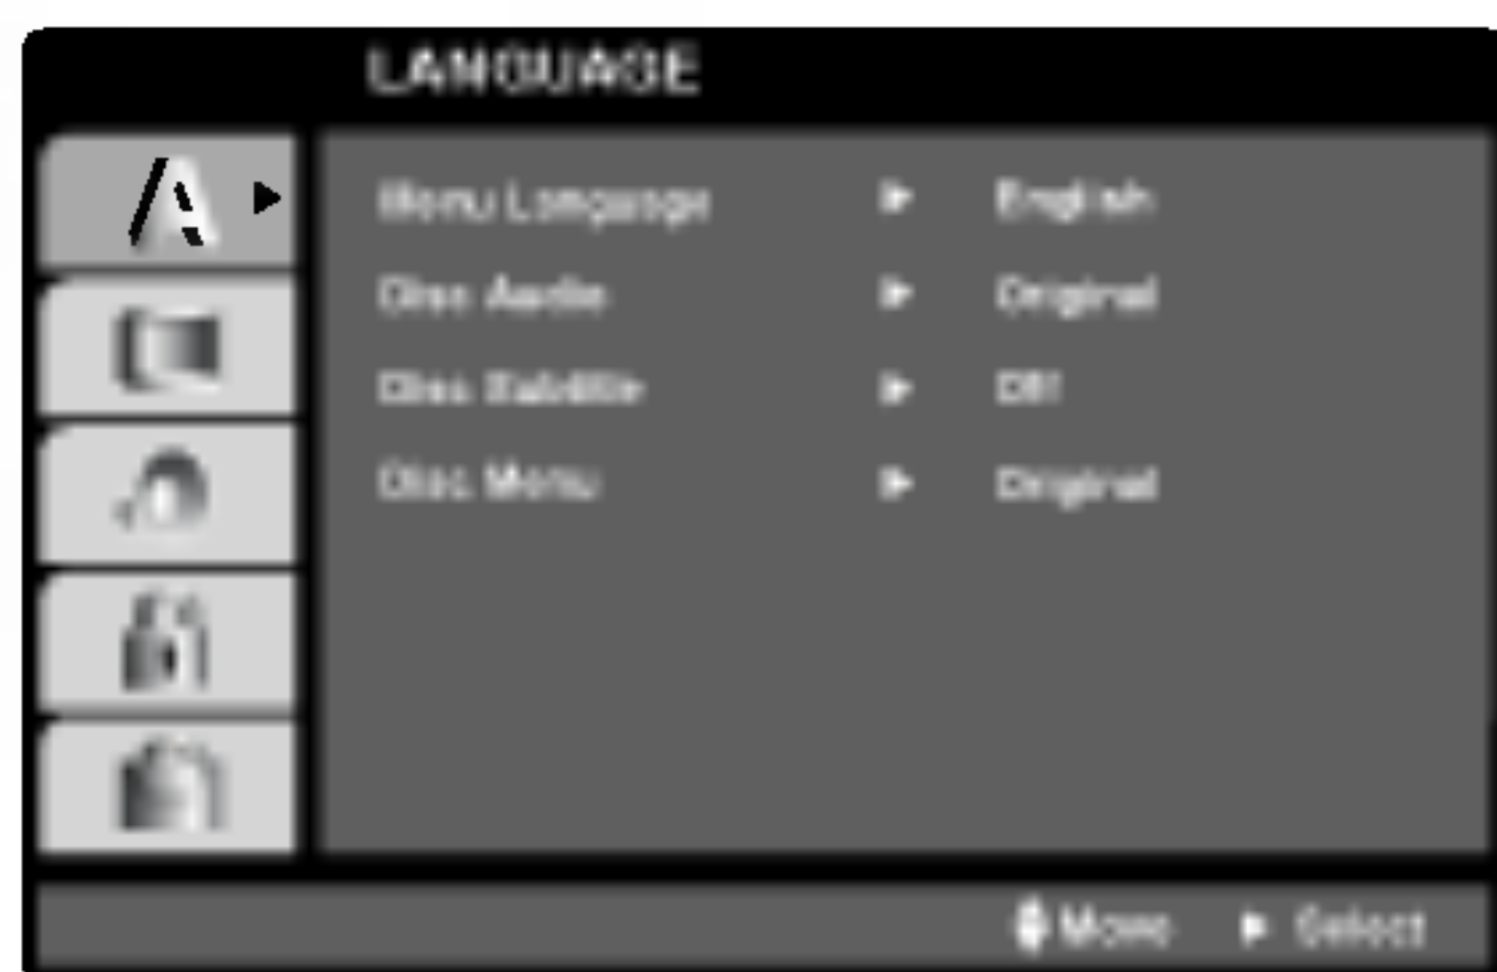 LANGUAGE
Menu Language ► English
Disc Audio ► Original
Disc Subtitle ► Off
Disc Menu ► Original
Move ► Select